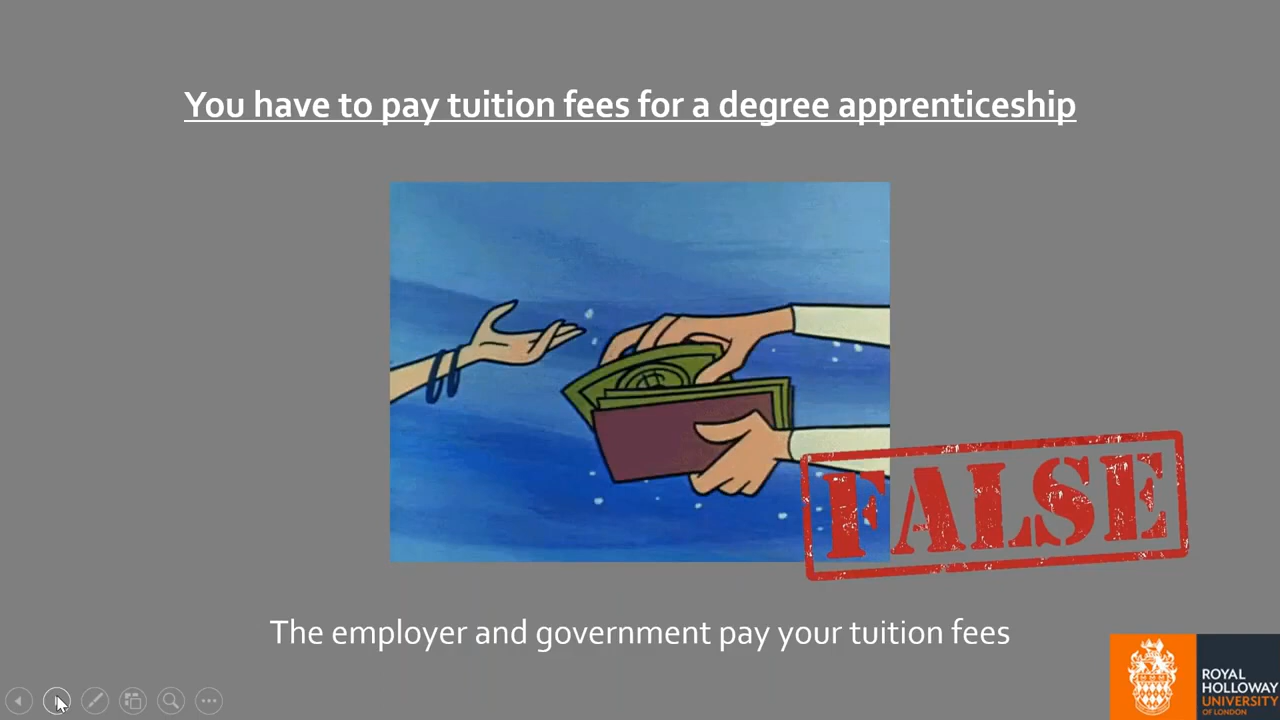 You have to pay tuition fees for a degree apprenticeship
FALSE
The employer and government pay your tuition fees
ROYAL
HOLLOWAY
UNIVERSITY
OF LONDON